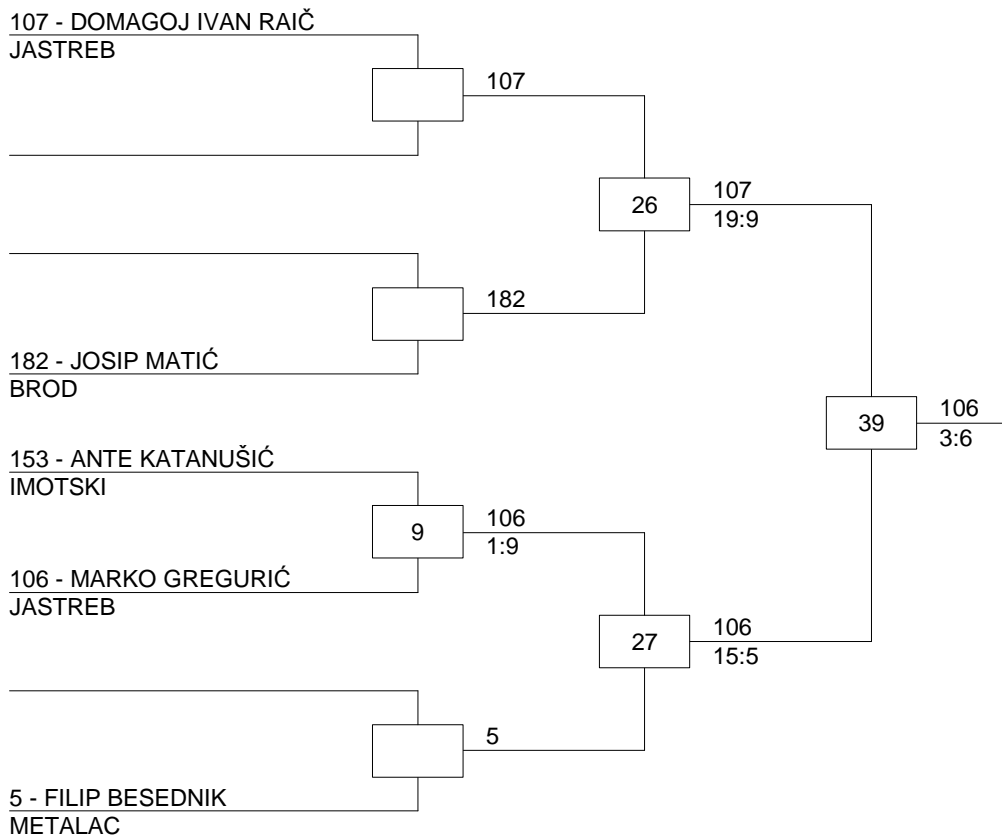 107 - DOMAGOJ IVAN RAIČ
JASTREB
107
26
107
19:9
182
182 - JOSIP MATIĆ
BROD
39
106
3:6
153 - ANTE KATANUŠIĆ
IMOTSKI
9
106
1:9
106 - MARKO GREGURIĆ
JASTREB
27
106
15:5
5
5 - FILIP BESEDNIK
METALAC